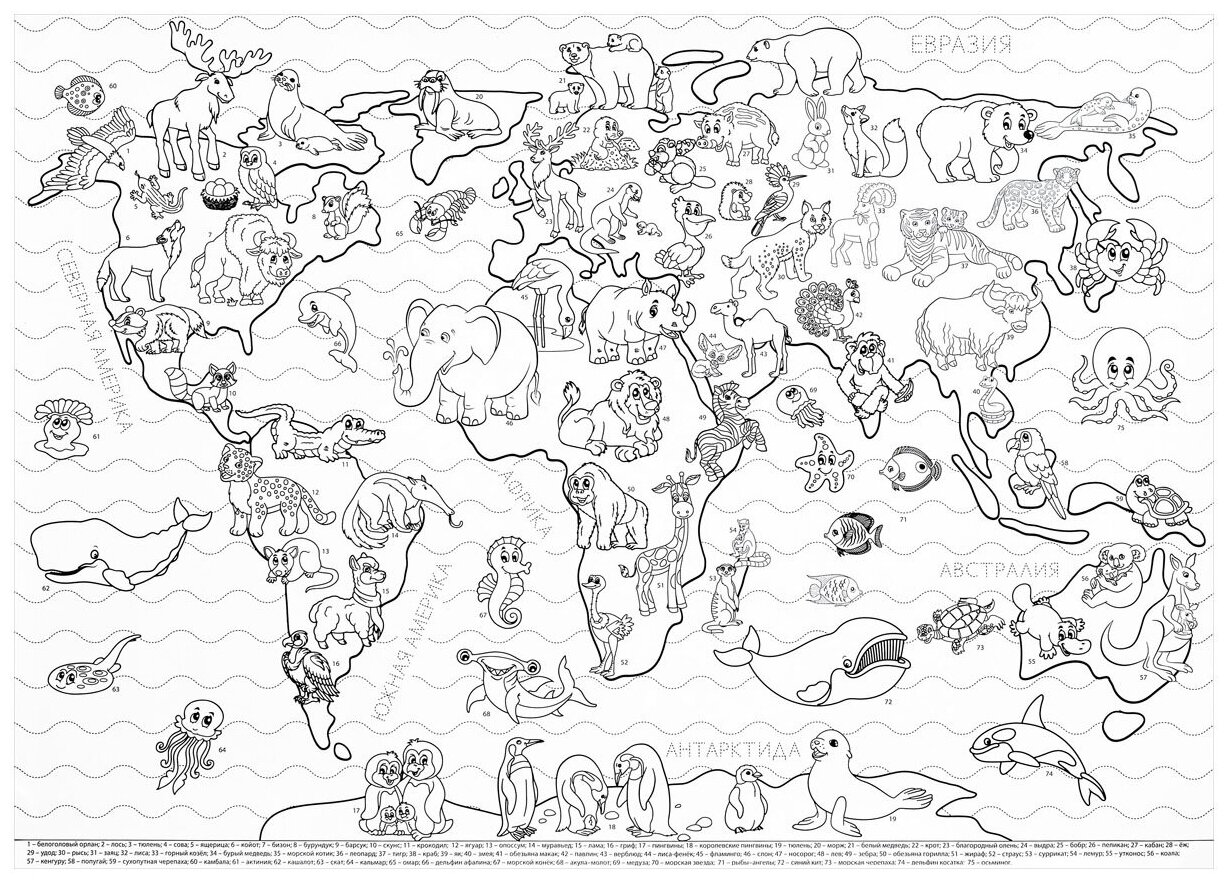 ЕВРАЗИЯ
СЕВЕРНАЯ АМЕРИКА
АФРИКА
АВСТРАЛИЯ
ЮЖНАЯ АМЕРИКА
АНТАРКТИДА
1 – белоголовый орлан; 2 – лось; 3 – тюлень; 4 – сова; 5 – ящерица; 6 – койот; 7 – бизон; 8 – бурундук; 9 – барсук; 10 – скунс; 11 – крокодил; 12 – ягуар; 13 – опоссум; 14 – муравьед; 15 – лама; 16 – гриф; 17 – пингвины; 18 – королевские пингвины; 19 – тюлень; 20 – морж; 21 – белый медведь; 22 – крот; 23 – благородный олень; 24 – выдра; 25 – бобр; 26 – пеликан; 27 – кабан; 28 – ёж;
29 – удод; 30 – рысь; 31 – заяц; 32 – лиса; 33 – горный козёл; 34 – бурый медведь; 35 – морской котик; 36 – леопард; 37 – тигр; 38 – краб; 39 – як; 40 – змея; 41 – обезьяна макак; 42 – павлин; 43 – верблюд; 44 – лиса-фенёк; 45 – фламинго; 46 – слон; 47 – носорог; 48 – лев; 49 – зебра; 50 – обезьяна горилла; 51 – жираф; 52 – страус; 53 – суррикат; 54 – лемур; 55 – утконос; 56 – коала;
57 – кенгуру; 58 – попугай; 59 – сухопутная черепаха; 60 – камбала; 61 – актиния; 62 – кашалот; 63 – скат; 64 – кальмар; 65 – омар; 66 – дельфин афалина; 67 – морской конёк; 68 – акула-молот; 69 – медуза; 70 – морская звезда; 71 – рыбы-ангелы; 72 – синий кит; 73 – морская черепаха; 74 – дельфин косатка; 75 – осьминог